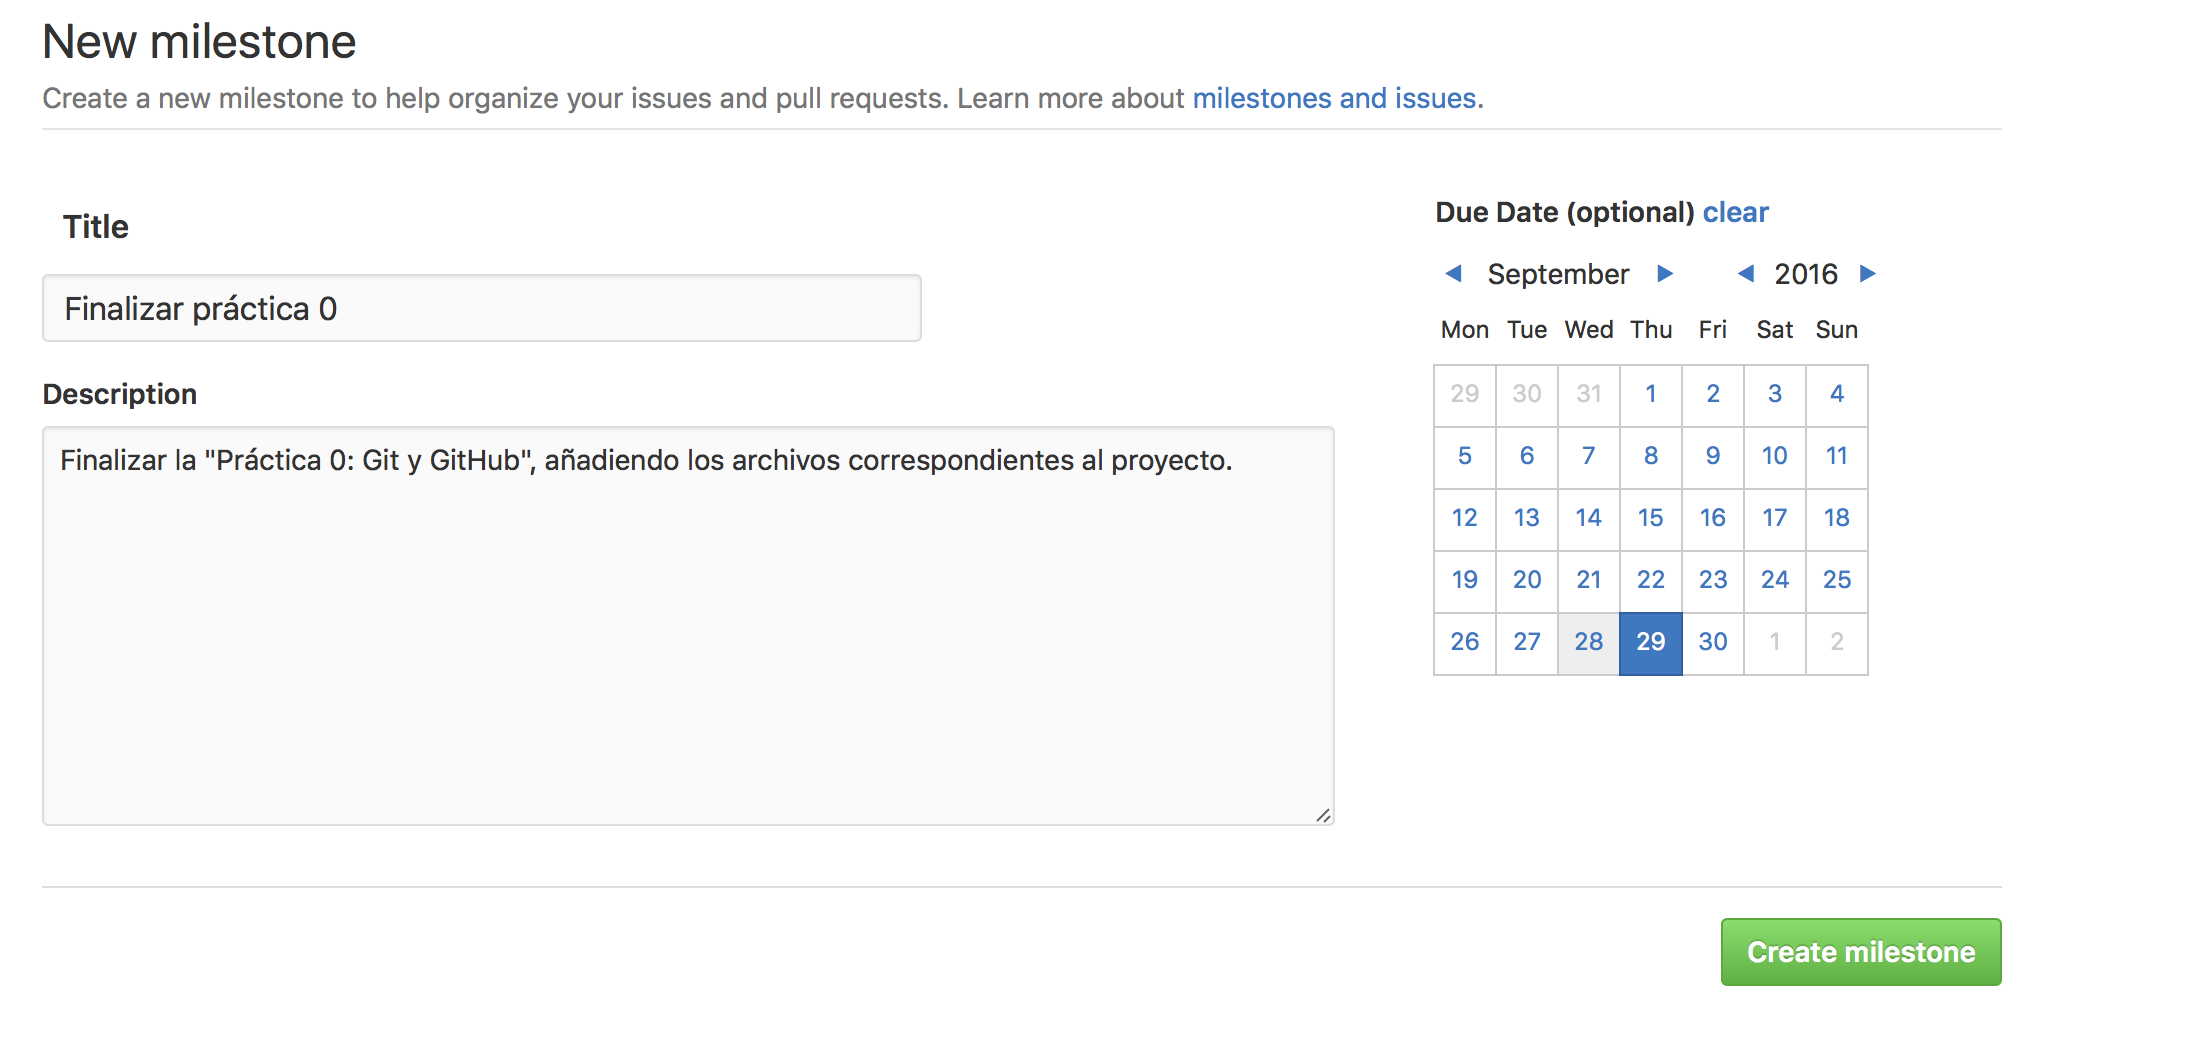 New milestone
Create a new milestone to help organize your issues and pull requests. Learn more about milestones and issues.
Title
Finalizar práctica 0
Description
Finalizar la "Práctica 0: Git y GitHub", añadiendo los archivos correspondientes al proyecto.
Due Date (optional) clear
◀ September ▶ ◀ 2016 ▶
Mon Tue Wed Thu Fri Sat Sun
29 30 31 1 2 3 4
5 6 7 8 9 10 11
12 13 14 15 16 17 18
19 20 21 22 23 24 25
26 27 28 29 30 1 2
Create milestone